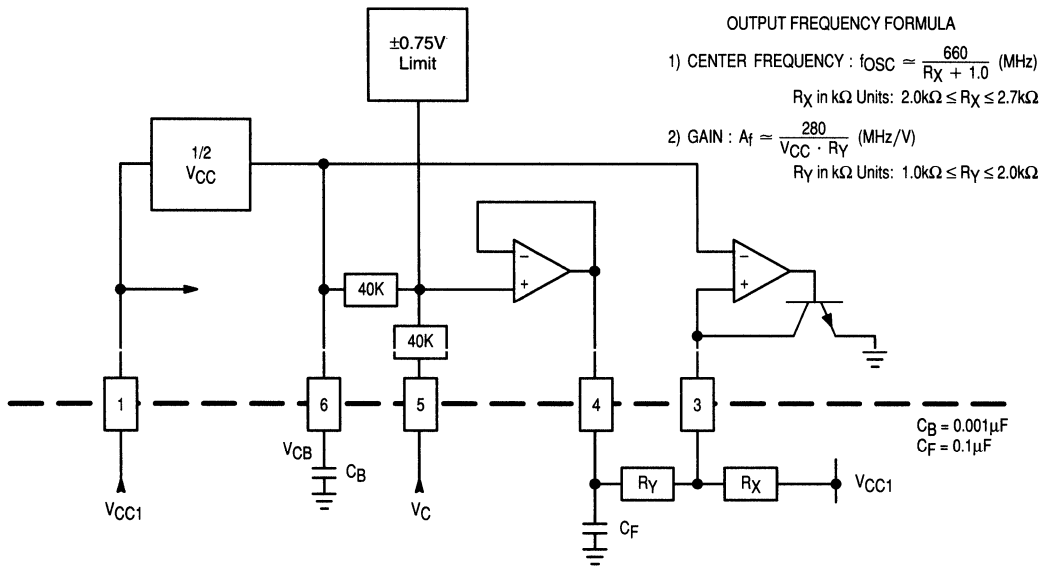 ±0.75V
Limit
OUTPUT FREQUENCY FORMULA
1) CENTER FREQUENCY : fOSC ≃ 660 / (RX + 1.0) (MHz)
RX in kΩ Units: 2.0kΩ ≤ RX ≤ 2.7kΩ
2) GAIN : Af ≃ 280 / (VCC · RY) (MHz/V)
RY in kΩ Units: 1.0kΩ ≤ RY ≤ 2.0kΩ
1/2
VCC
−
+
−
+
40K
40K
1
6
5
4
3
CB = 0.001µF
CF = 0.1µF
VCB
CB
RY
RX
VCC1
VCC1
VC
CF